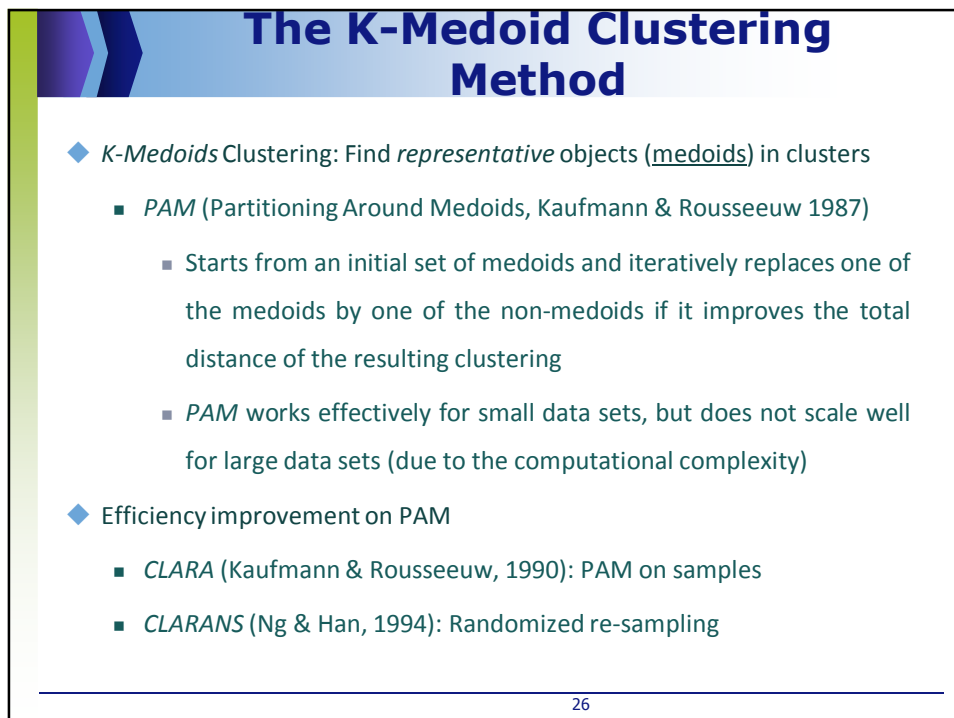 The K-Medoid Clustering
Method
K-Medoids Clustering: Find representative objects (medoids) in clusters
PAM (Partitioning Around Medoids, Kaufmann & Rousseeuw 1987)
Starts from an initial set of medoids and iteratively replaces one of
the medoids by one of the non-medoids if it improves the total
distance of the resulting clustering
PAM works effectively for small data sets, but does not scale well
for large data sets (due to the computational complexity)
Efficiency improvement on PAM
CLARA (Kaufmann & Rousseeuw, 1990): PAM on samples
CLARANS (Ng & Han, 1994): Randomized re-sampling
26